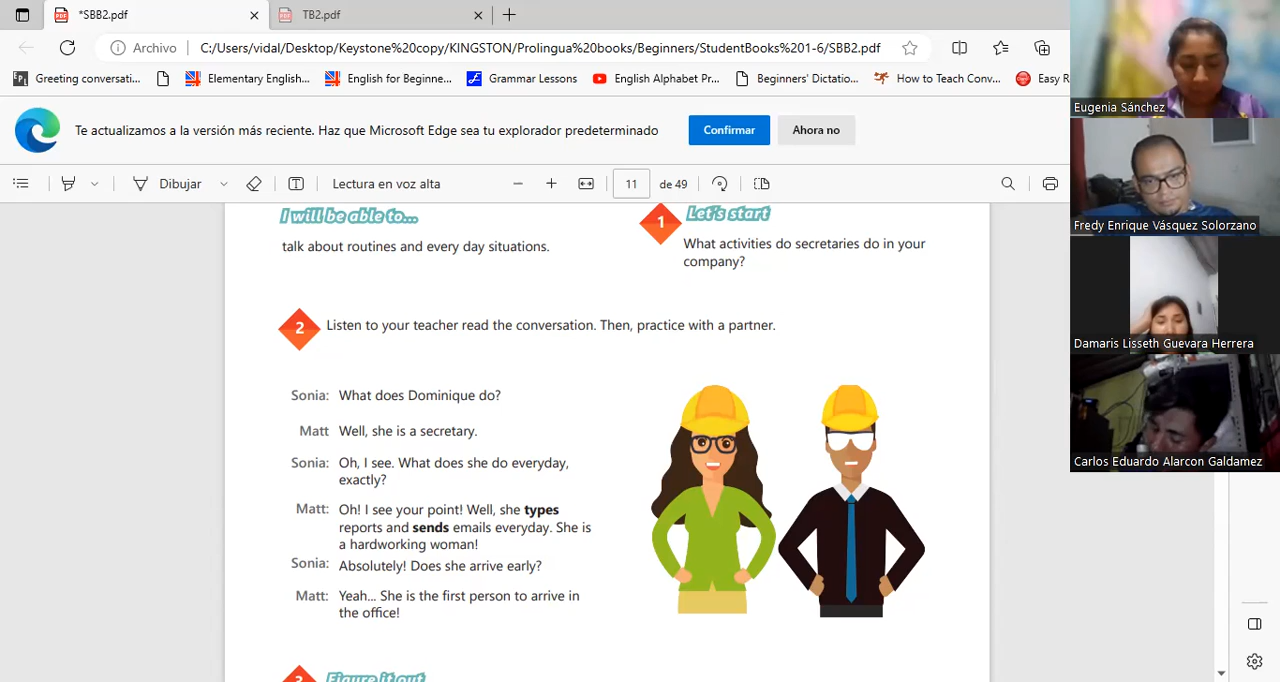 *SBB2.pdf
TB2.pdf
Archivo
C:/Users/vidal/Desktop/Keystone%20copy/KINGSTON/Prolingua%20books/Beginners/StudentBooks%201-6/SBB2.pdf
Greeting conversati...
Elementary English...
English for Beginne...
Grammar Lessons
English Alphabet Pr...
Beginners' Dictatio...
How to Teach Conv...
Easy R
Te actualizamos a la versión más reciente. Haz que Microsoft Edge sea tu explorador predeterminado
Confirmar
Ahora no
Dibujar
Lectura en voz alta
11
de 49
I will be able to...
talk about routines and every day situations.
1
Let's start
What activities do secretaries do in your
company?
2
Listen to your teacher read the conversation. Then, practice with a partner.
Sonia: What does Dominique do?
Matt Well, she is a secretary.
Sonia: Oh, I see. What does she do everyday,
exactly?
Matt: Oh! I see your point! Well, she types
reports and sends emails everyday. She is
a hardworking woman!
Sonia: Absolutely! Does she arrive early?
Matt: Yeah... She is the first person to arrive in
the office!
3
Figure it out
Eugenia Sánchez
Fredy Enrique Vásquez Solorzano
Damaris Lisseth Guevara Herrera
Carlos Eduardo Alarcon Galdamez